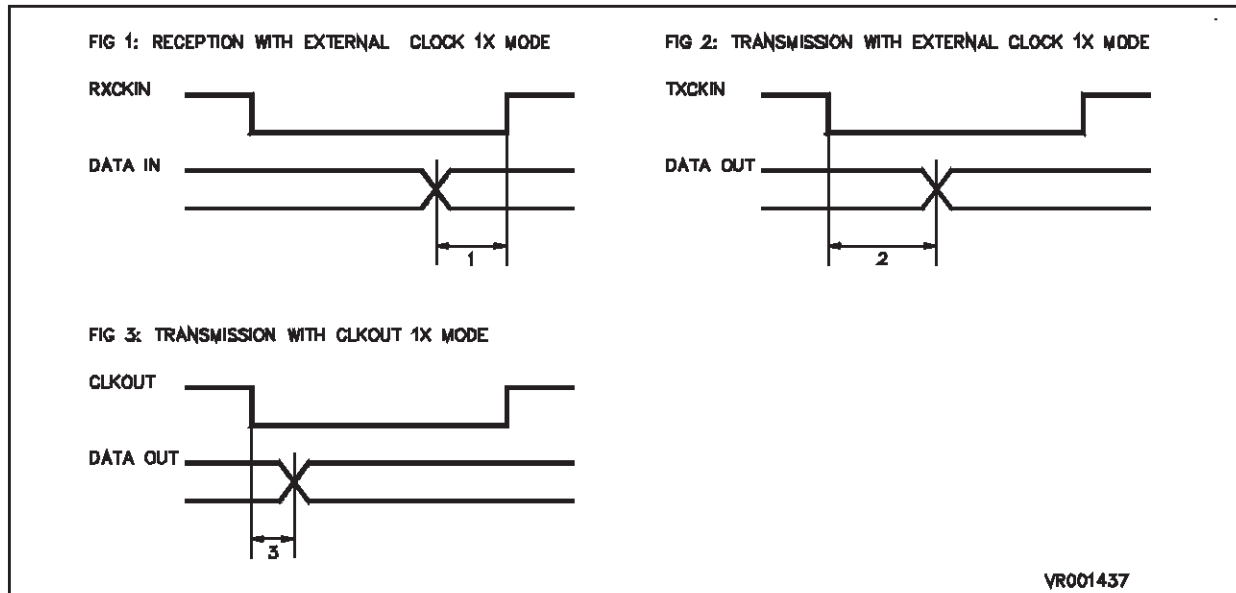 FIG 1: RECEPTION WITH EXTERNAL CLOCK 1X MODE
RXCKIN
DATA IN
1
FIG 2: TRANSMISSION WITH EXTERNAL CLOCK 1X MODE
TXCKIN
DATA OUT
2
FIG 3: TRANSMISSION WITH CLKOUT 1X MODE
CLKOUT
DATA OUT
3
VR001437